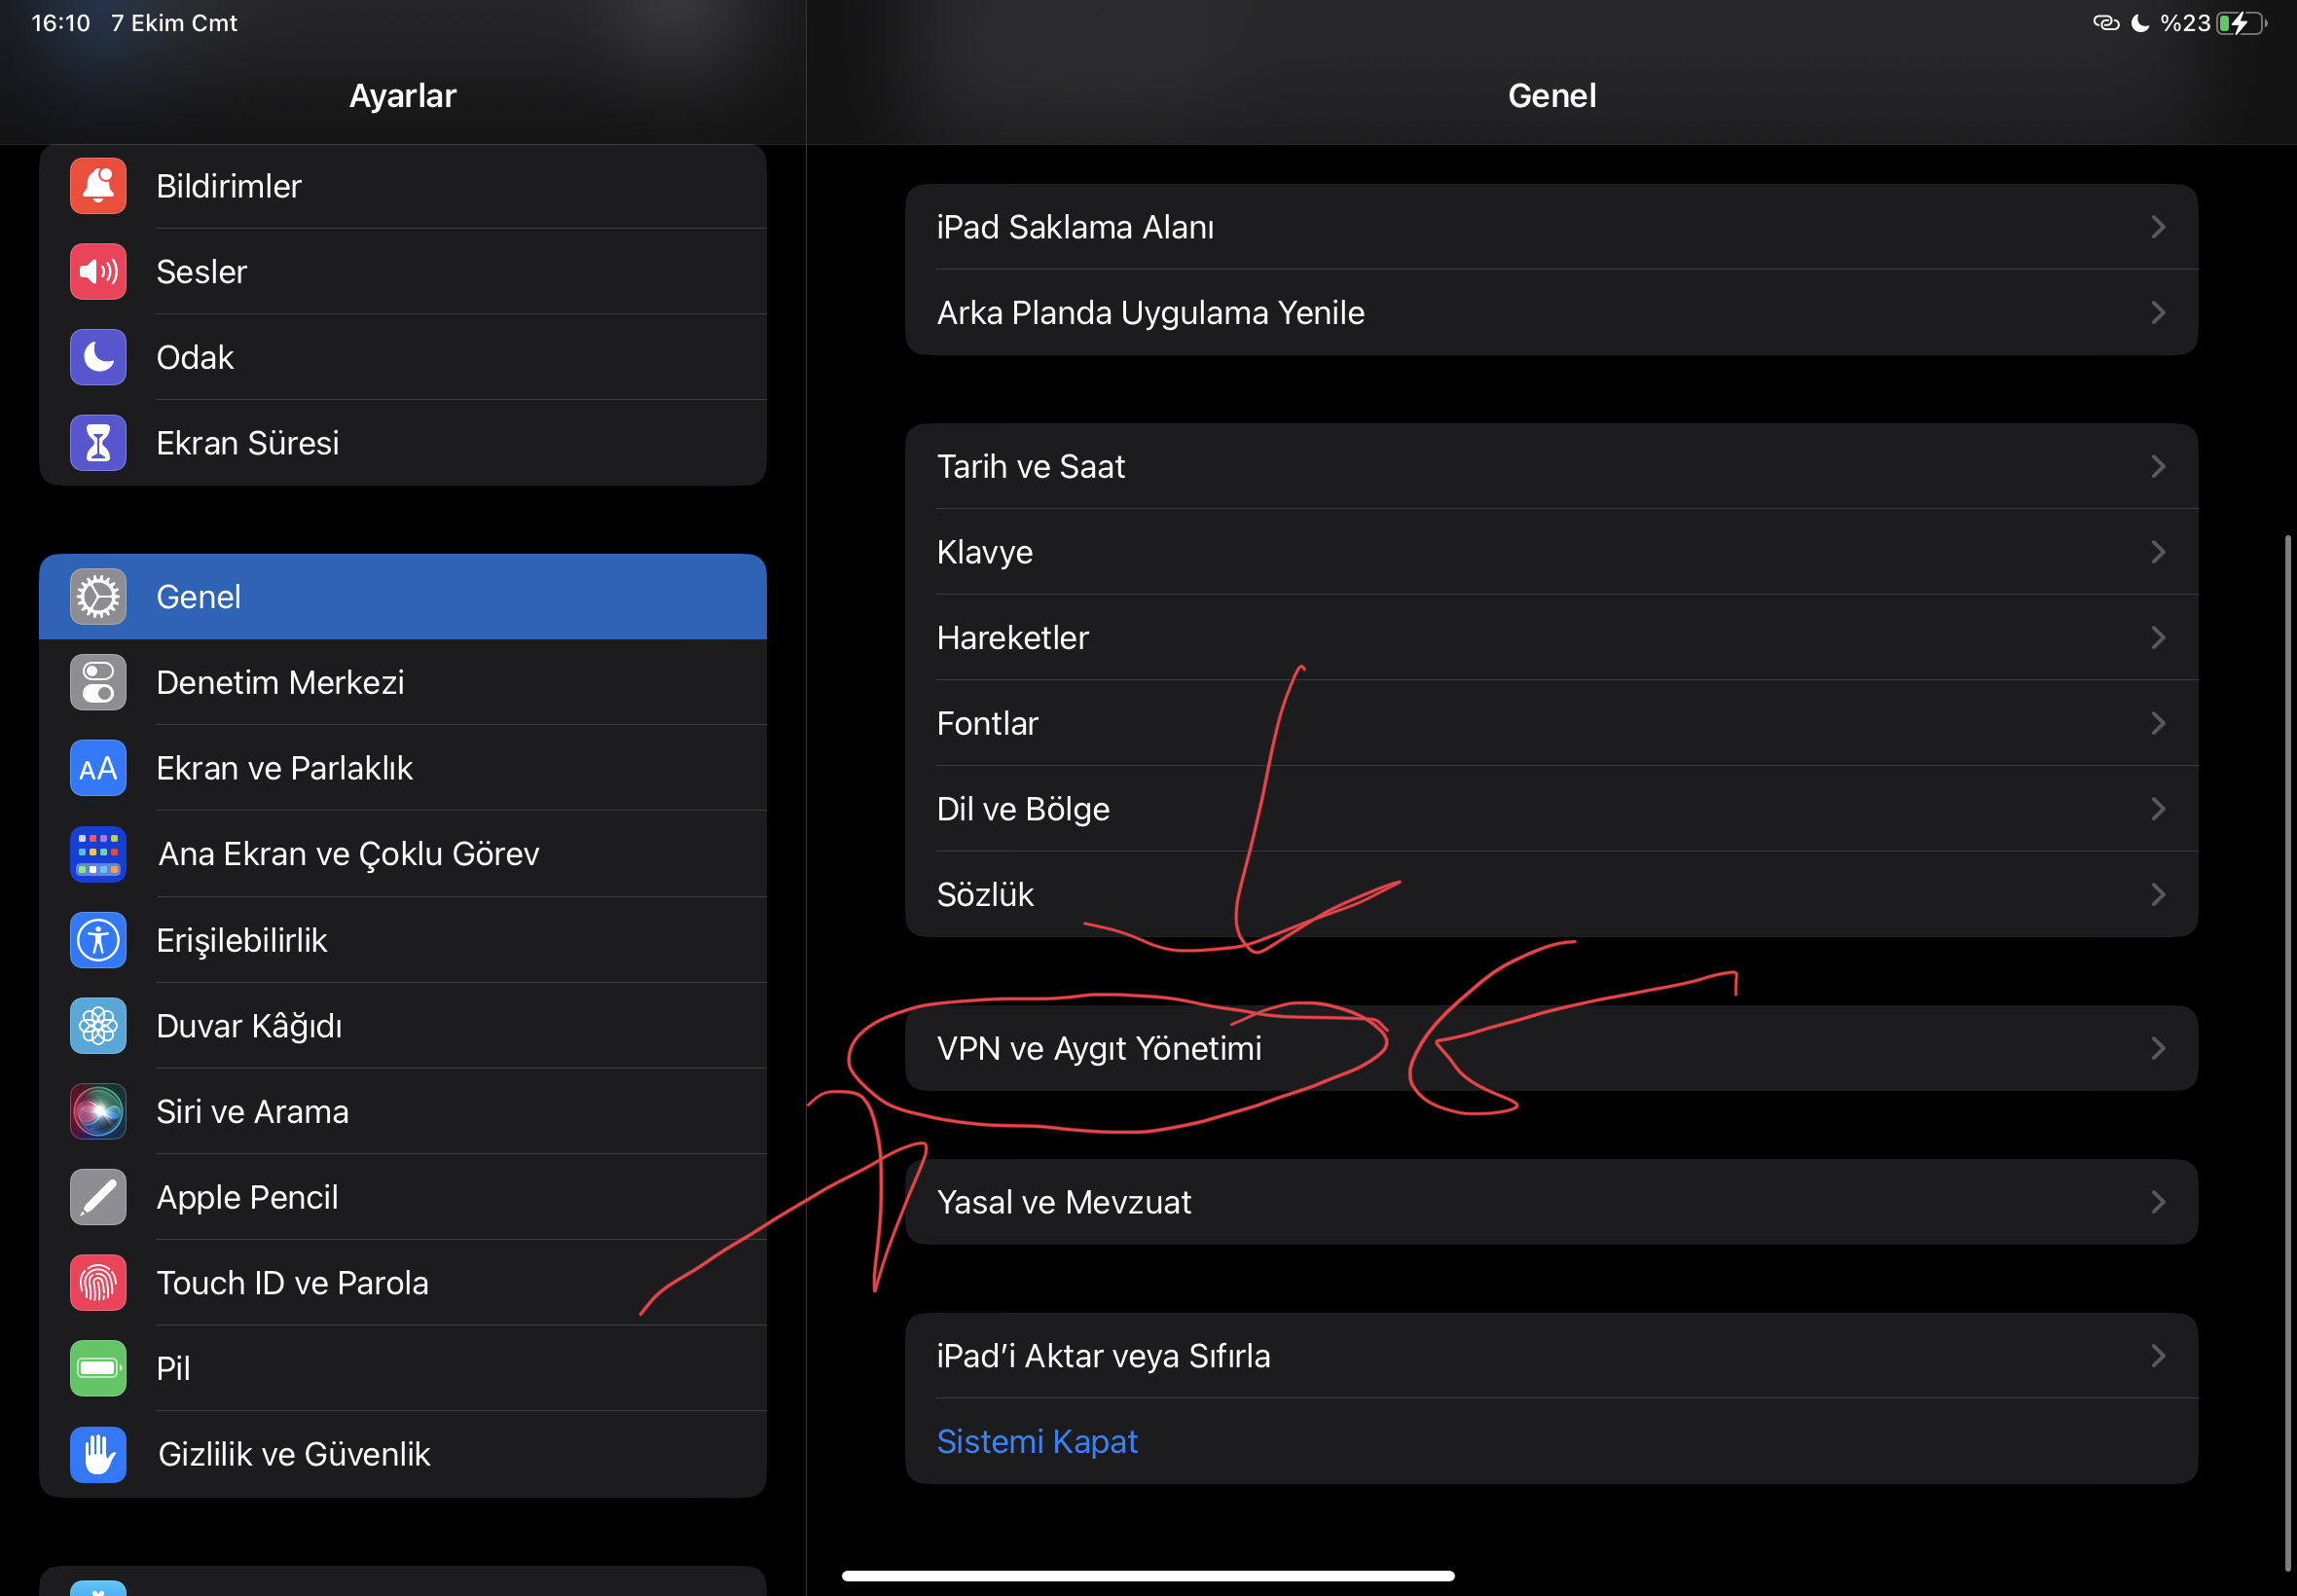 16:10 7 Ekim Cmt
%23
Ayarlar
Bildirimler
Sesler
Odak
Ekran Süresi
Genel
Denetim Merkezi
AA Ekran ve Parlaklık
Ana Ekran ve Çoklu Görev
Erişilebilirlik
Duvar Kâğıdı
Siri ve Arama
Apple Pencil
Touch ID ve Parola
Pil
Gizlilik ve Güvenlik
Genel
iPad Saklama Alanı
Arka Planda Uygulama Yenile
Tarih ve Saat
Klavye
Hareketler
Fontlar
Dil ve Bölge
Sözlük
VPN ve Aygıt Yönetimi
Yasal ve Mevzuat
iPad’i Aktar veya Sıfırla
Sistemi Kapat